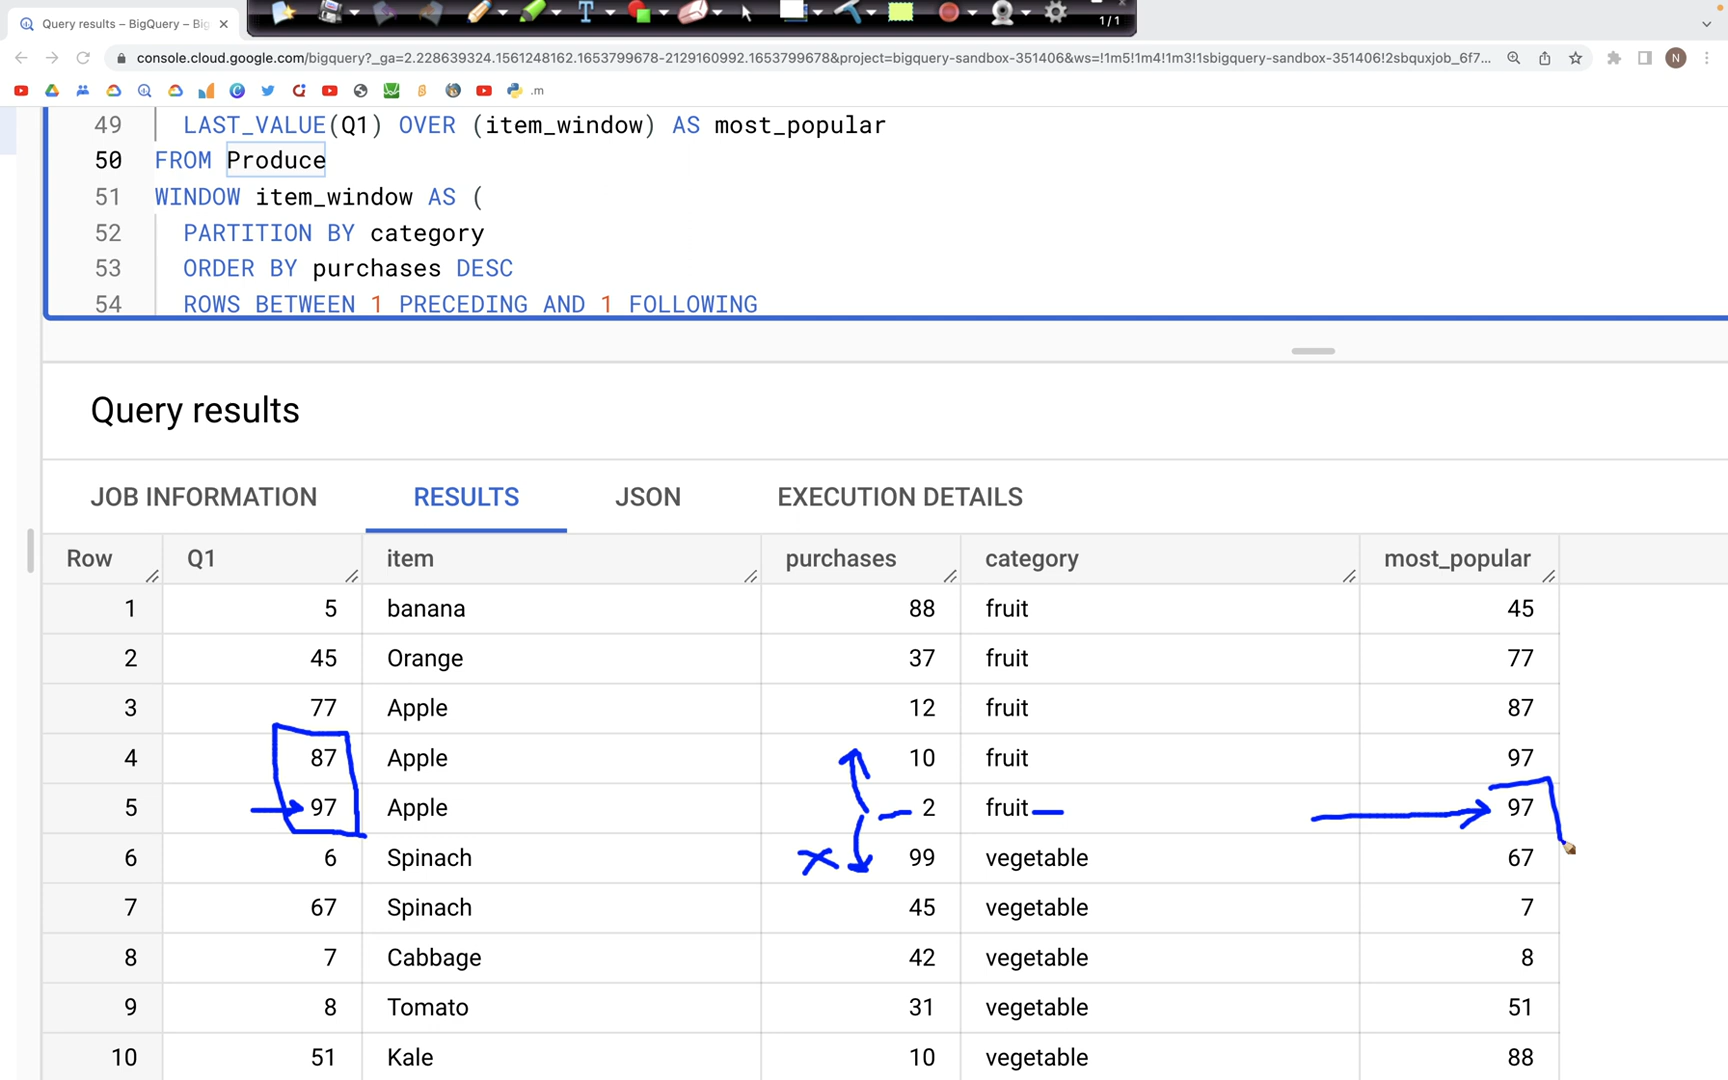 Query results – BigQuery – Big
1 / 1
console.cloud.google.com/bigquery?_ga=2.228639324.1561248162.1653799678-2129160992.1653799678&project=bigquery-sandbox-351406&ws=!1m5!1m4!1m3!1sbigquery-sandbox-351406!2sbquxjob_6f7...
N
.m
49 LAST_VALUE(Q1) OVER (item_window) AS most_popular
50 FROM Produce
51 WINDOW item_window AS (
52 PARTITION BY category
53 ORDER BY purchases DESC
54 ROWS BETWEEN 1 PRECEDING AND 1 FOLLOWING
Query results
JOB INFORMATION RESULTS JSON EXECUTION DETAILS
Row Q1 item purchases category most_popular
1 5 banana 88 fruit 45
2 45 Orange 37 fruit 77
3 77 Apple 12 fruit 87
4 87 Apple 10 fruit 97
5 97 Apple 2 fruit 97
6 6 Spinach 99 vegetable 67
7 67 Spinach 45 vegetable 7
8 7 Cabbage 42 vegetable 8
9 8 Tomato 31 vegetable 51
10 51 Kale 10 vegetable 88